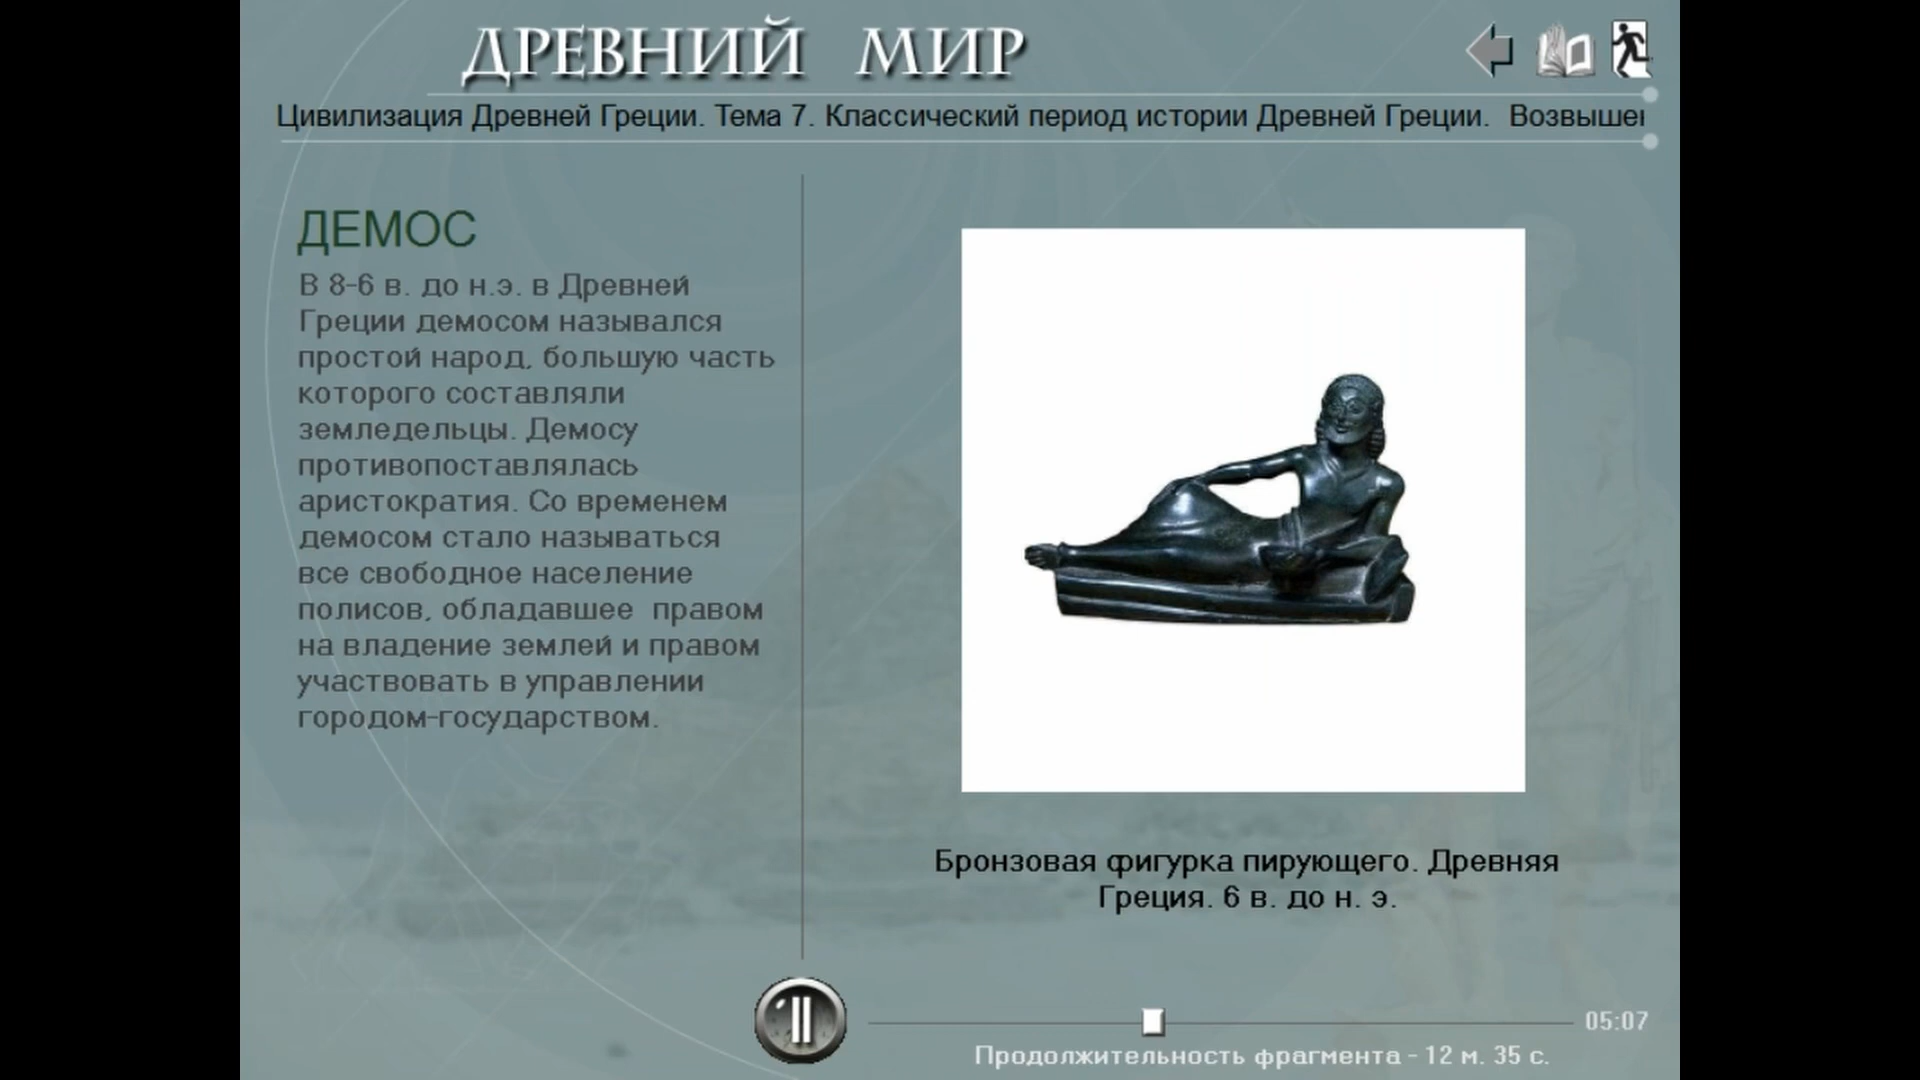 ДРЕВНИЙ МИР
Цивилизация Древней Греции. Тема 7. Классический период истории Древней Греции.
ДЕМОС
В 8-6 в. до н.э. в Древней
Греции демосом назывался
простой народ, большую часть
которого составляли
земледельцы. Демосу
противопоставлялась
аристократия. Со временем
демосом стало называться
все свободное население
полисов, обладавшее правом
на владение землей и правом
участвовать в управлении
городом-государством.
Бронзовая фигурка пирующего. Древняя
Греция. 6 в. до н. э.
05:07
Продолжительность фрагмента - 12 м. 35 с.